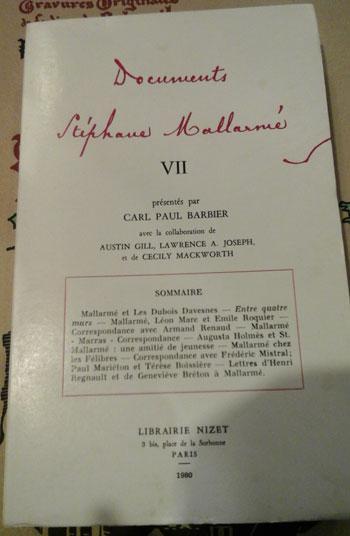 Gravures Originales
Documents
Stéphane Mallarmé
VII
présentés par
CARL PAUL BARBIER
avec la collaboration de
AUSTIN GILL, LAWRENCE A. JOSEPH,
et de CECILY MACKWORTH
SOMMAIRE
Mallarmé et Les Dubois Davesnes — Entre quatre
murs — Mallarmé, Léon Marc et Emile Roquier —
Correspondance avec Armand Renaud — Mallarmé
- Marras - Correspondance — Augusta Holmès et St.
Mallarmé : une amitié de jeunesse — Mallarmé chez
les Félibres — Correspondance avec Frédéric Mistral ;
Paul Mariéton et Térèse Boissière — Lettres d'Henri
Regnault et de Geneviève Bréton à Mallarmé.
LIBRAIRIE NIZET
3 bis, place de la Sorbonne
PARIS
1980